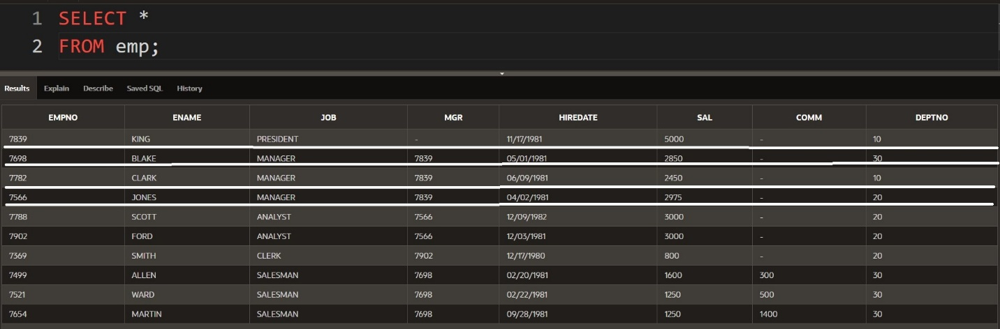 1 SELECT *
2 FROM emp;
Results Explain Describe Saved SQL History
EMPNO ENAME JOB MGR HIREDATE SAL COMM DEPTNO
7839 KING PRESIDENT - 11/17/1981 5000 - 10
7698 BLAKE MANAGER 7839 05/01/1981 2850 - 30
7782 CLARK MANAGER 7839 06/09/1981 2450 - 10
7566 JONES MANAGER 7839 04/02/1981 2975 - 20
7788 SCOTT ANALYST 7566 12/09/1982 3000 - 20
7902 FORD ANALYST 7566 12/03/1981 3000 - 20
7369 SMITH CLERK 7902 12/17/1980 800 - 20
7499 ALLEN SALESMAN 7698 02/20/1981 1600 300 30
7521 WARD SALESMAN 7698 02/22/1981 1250 500 30
7654 MARTIN SALESMAN 7698 09/28/1981 1250 1400 30